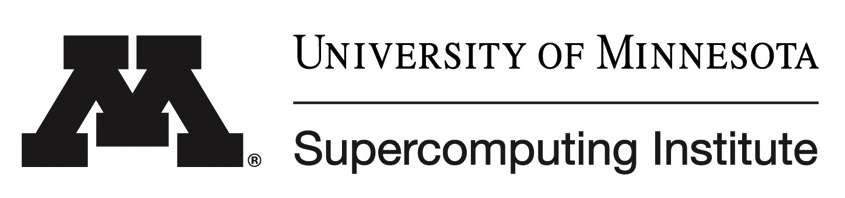 M®
UNIVERSITY OF MINNESOTA
Supercomputing Institute